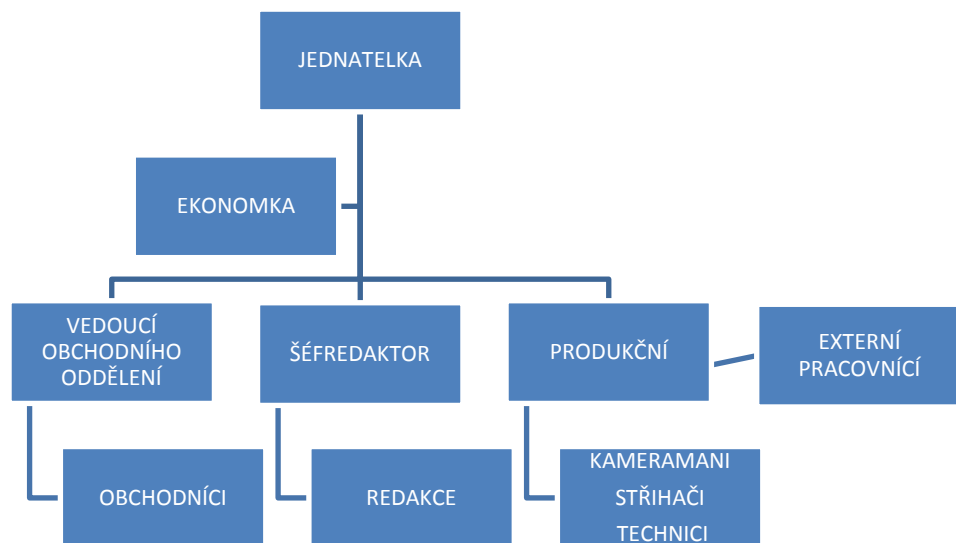 JEDNATELKA
EKONOMKA
VEDOUCÍ
OBCHODNÍHO
ODDĚLENÍ
ŠÉFREDAKTOR
PRODUKČNÍ
EXTERNÍ
PRACOVNÍCÍ
OBCHODNÍCI
REDAKCE
KAMERAMANI
STŘIHAČI
TECHNICI